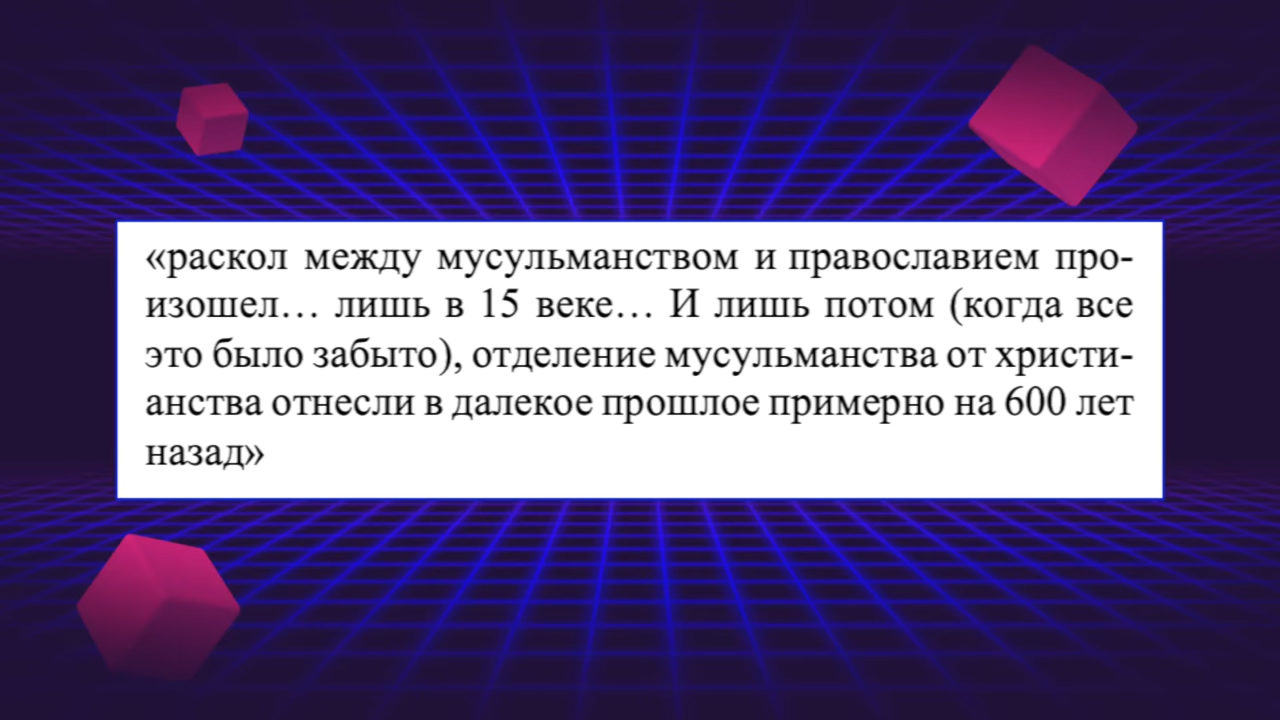 «раскол между мусульманством и православием про-
изошел… лишь в 15 веке… И лишь потом (когда все
это было забыто), отделение мусульманства от христи-
анства отнесли в далекое прошлое примерно на 600 лет
назад»